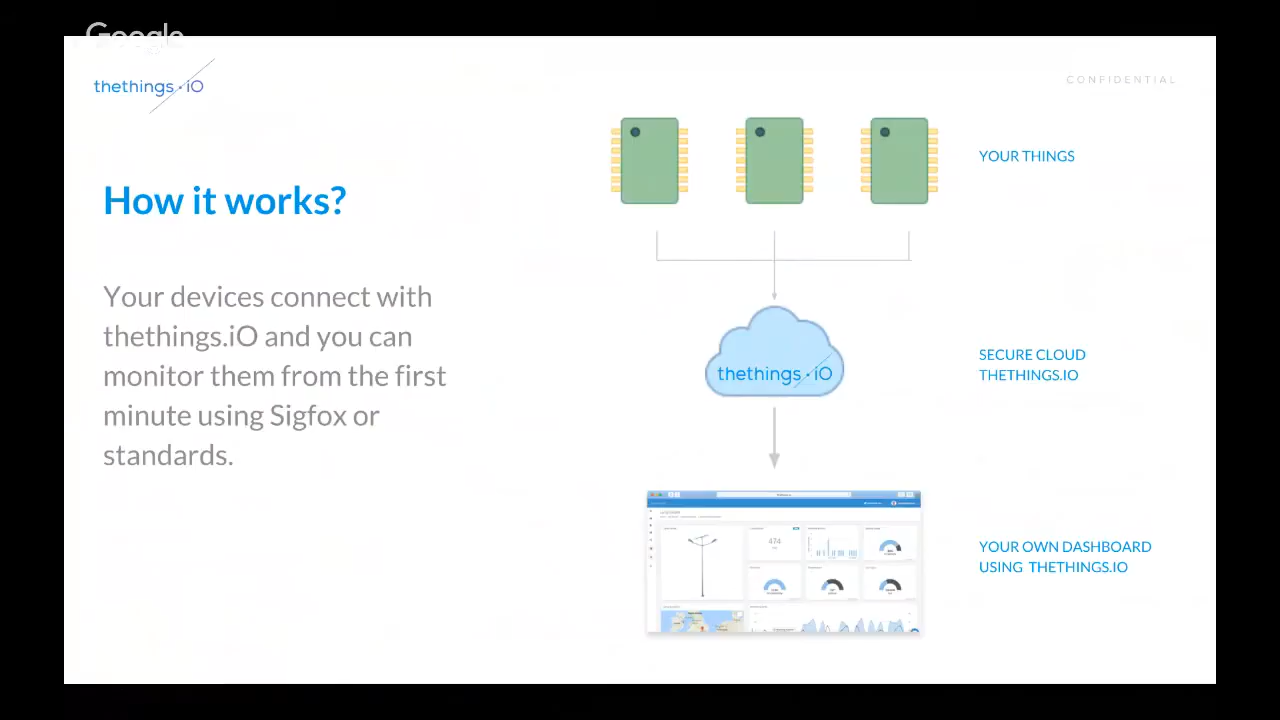 Google
thethings.iO
CONFIDENTIAL
How it works?
Your devices connect with
thethings.iO and you can
monitor them from the first
minute using Sigfox or
standards.
YOUR THINGS
thethings.iO
SECURE CLOUD
THETHINGS.IO
474
YOUR OWN DASHBOARD
USING THETHINGS.IO